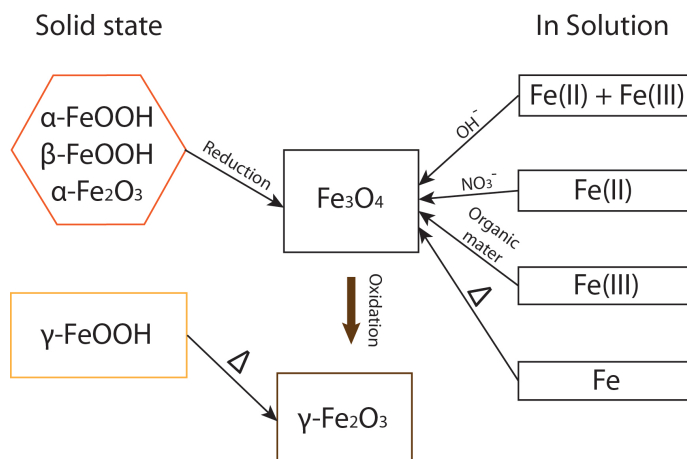 Solid state
In Solution
α-FeOOH
β-FeOOH
α-Fe₂O₃
Reduction
Fe₃O₄
OH⁻
Fe(II) + Fe(III)
NO₃⁻
Fe(II)
Organic
mater
Fe(III)
Δ
Fe
Oxidation
γ-FeOOH
Δ
γ-Fe₂O₃